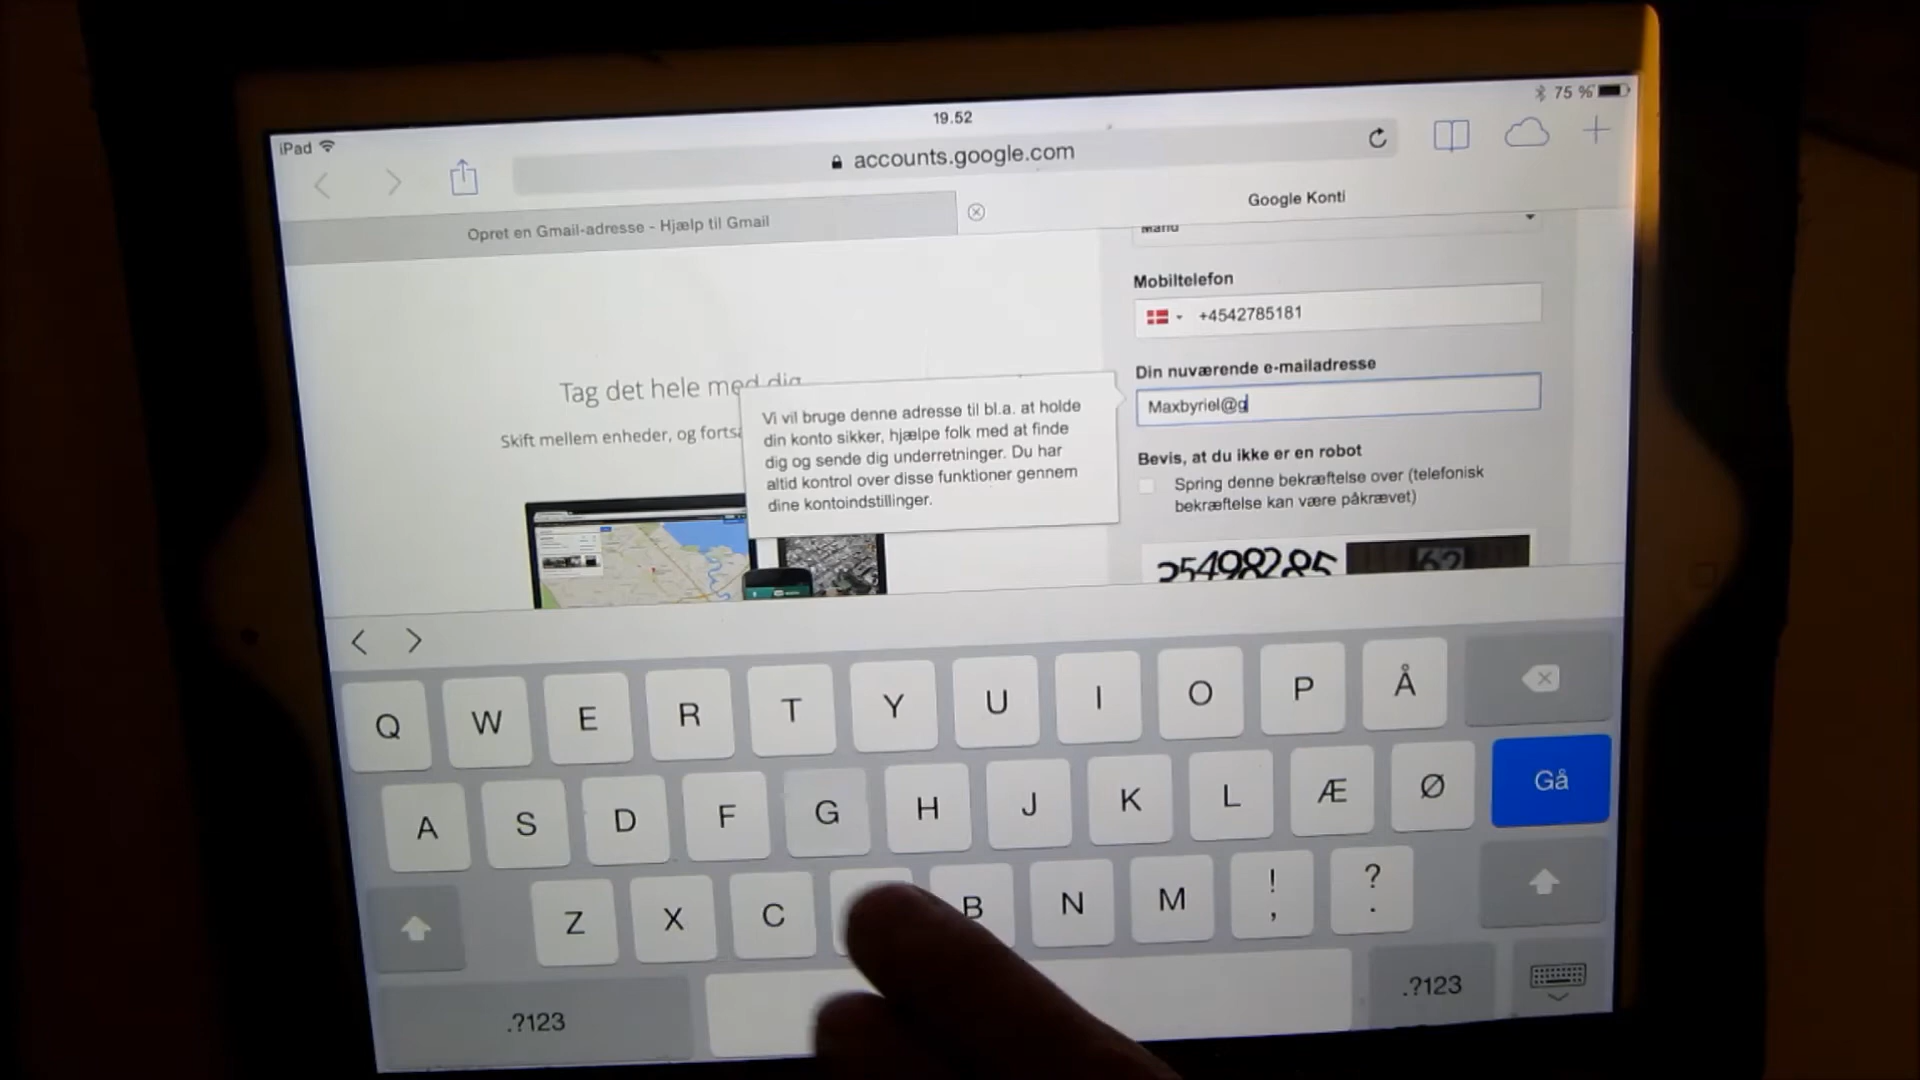 iPad
19.52
75 %
accounts.google.com
Opret en Gmail-adresse - Hjælp til Gmail
Google Konti
Mand
Mobiltelefon
+4542785181
Din nuværende e-mailadresse
Maxbyriel@g
Tag det hele med dig
Skift mellem enheder, og
Vi vil bruge denne adresse til bl.a. at holde
din konto sikker, hjælpe folk med at finde
dig og sende dig underretninger. Du har
altid kontrol over disse funktioner gennem
dine kontoindstillinger.
Bevis, at du ikke er en robot
Spring denne bekræftelse over (telefonisk
bekræftelse kan være påkrævet)
25498285 62
Q W E R T Y U I O P Å
A S D F G H J K L Æ Ø Gå
Z X C B N M ! , ? .
.?123 .?123